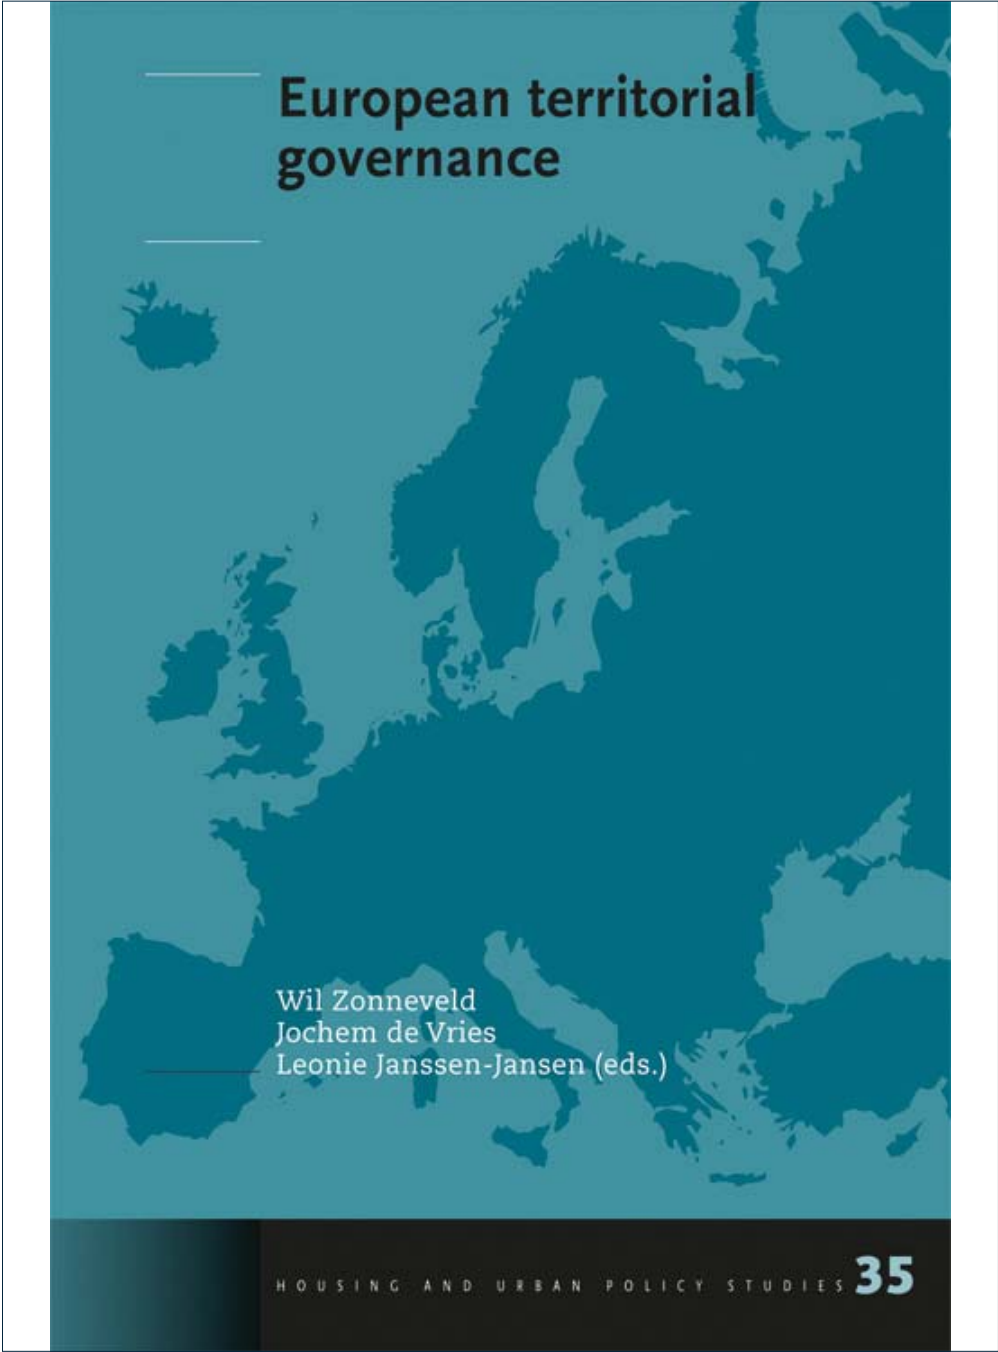 European territorial
governance
Wil Zonneveld
Jochem de Vries
Leonie Janssen-Jansen (eds.)
HOUSING AND URBAN POLICY STUDIES 35